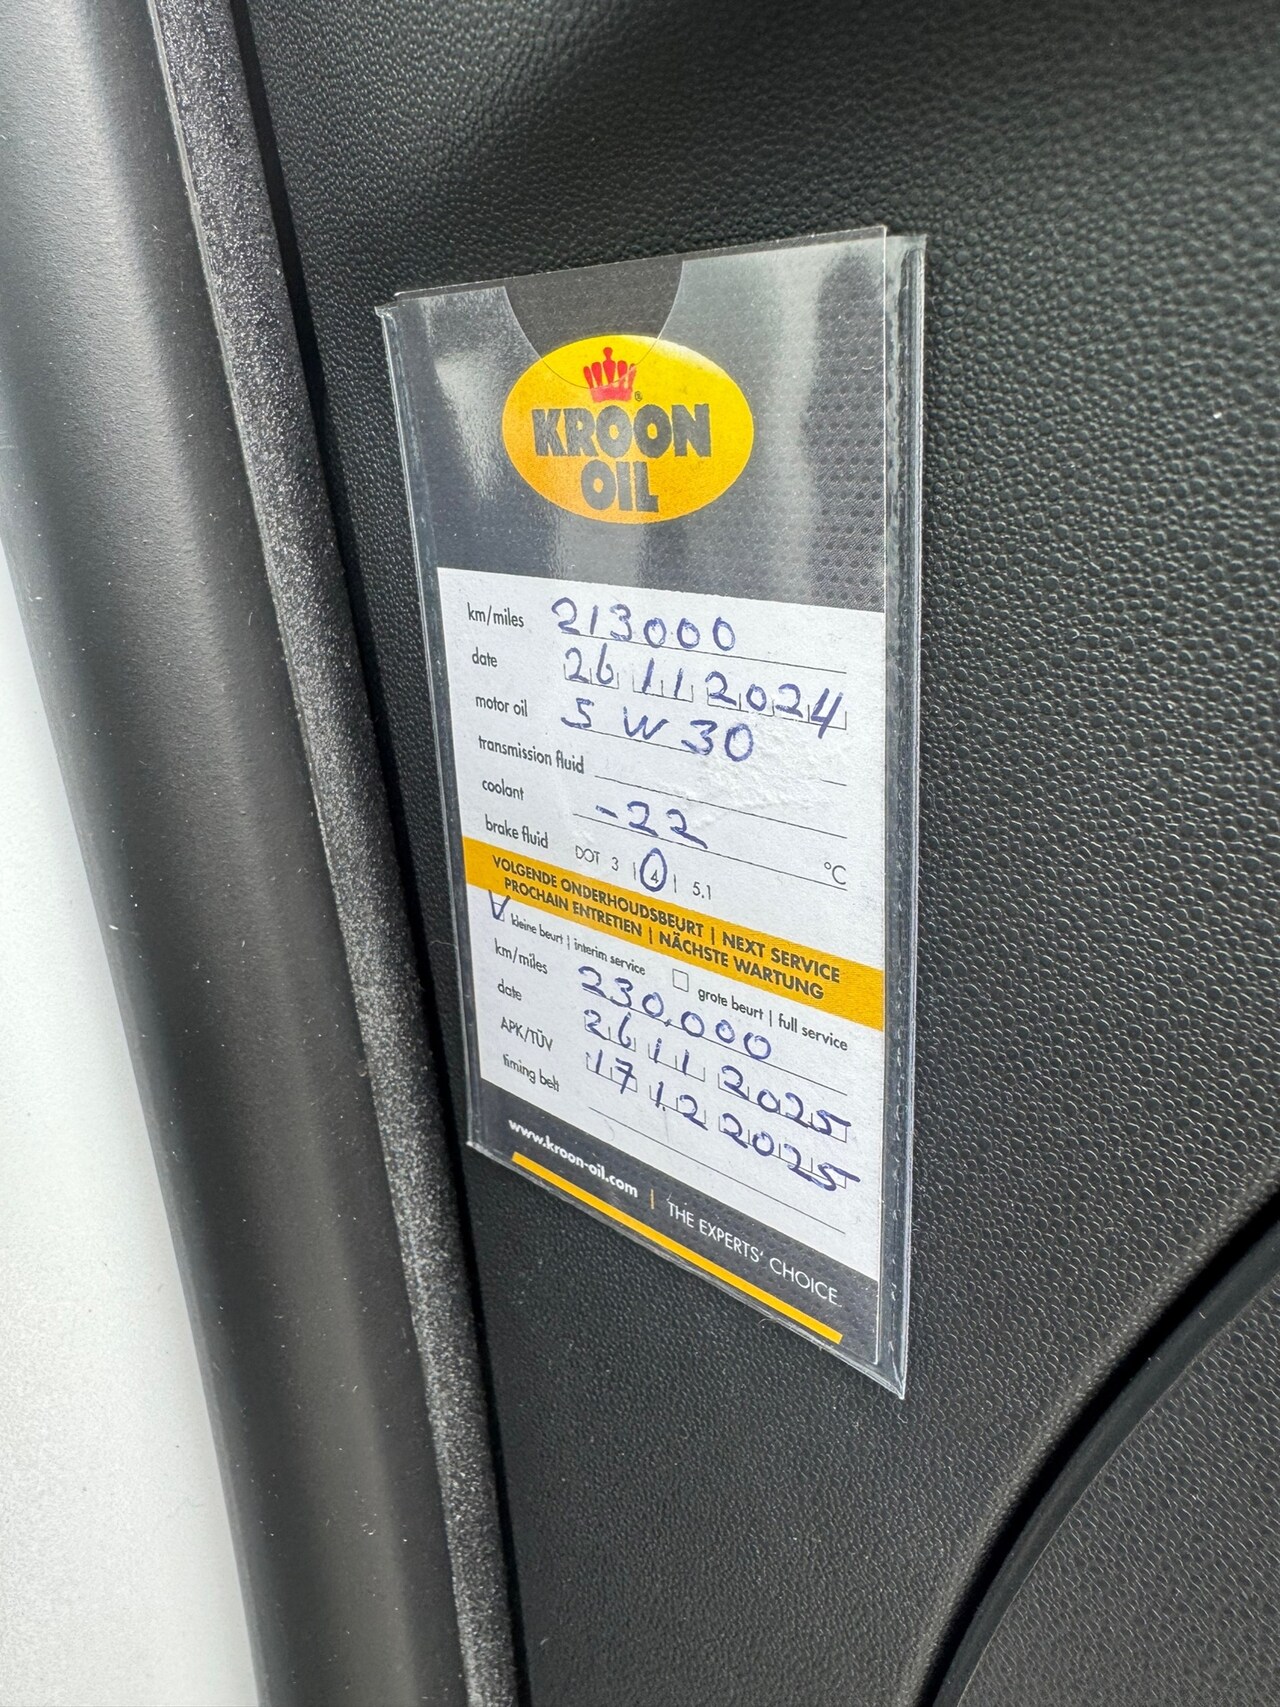 KROON
OIL
km/miles 213000
date 26 11 2024
motor oil 5 W 30
transmission fluid
coolant -22 °C
brake fluid DOT 3 | 4 | 5.1
VOLGENDE ONDERHOUDSBEURT | NEXT SERVICE
PROCHAIN ENTRETIEN | NÄCHSTE WARTUNG
kleine beurt | interim service grote beurt | full service
km/miles 230.000
date 26 11 2025
APK/TÜV 17 12 2025
timing belt
www.kroon-oil.com | THE EXPERTS' CHOICE